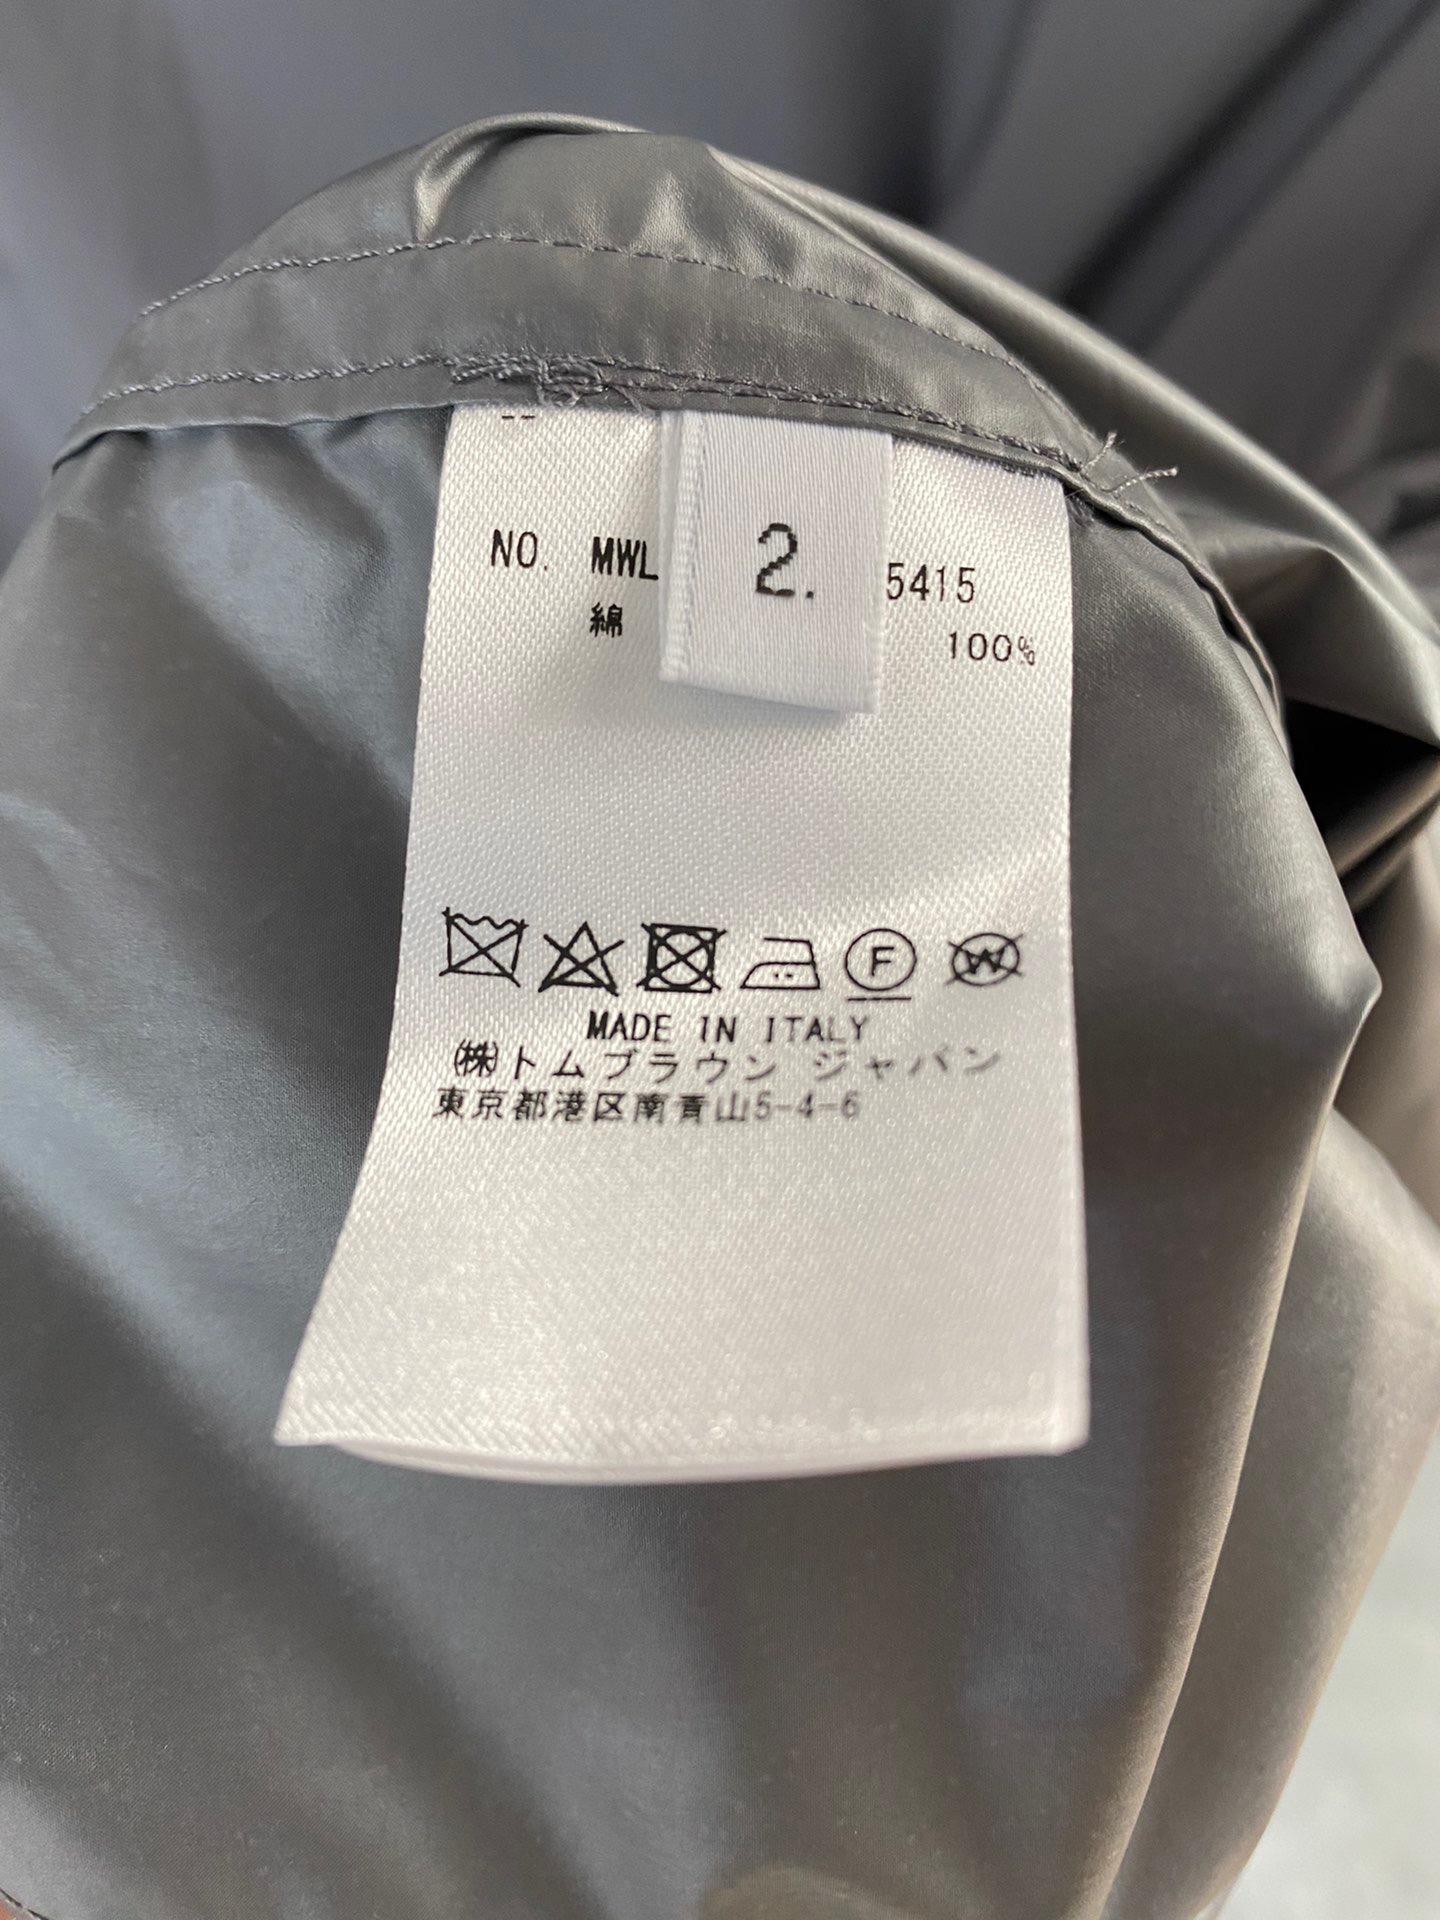 NO. MWL
2.
5415
綿 100%
F
W
MADE IN ITALY
㈱トムブラウン ジャパン
東京都港区南青山5-4-6